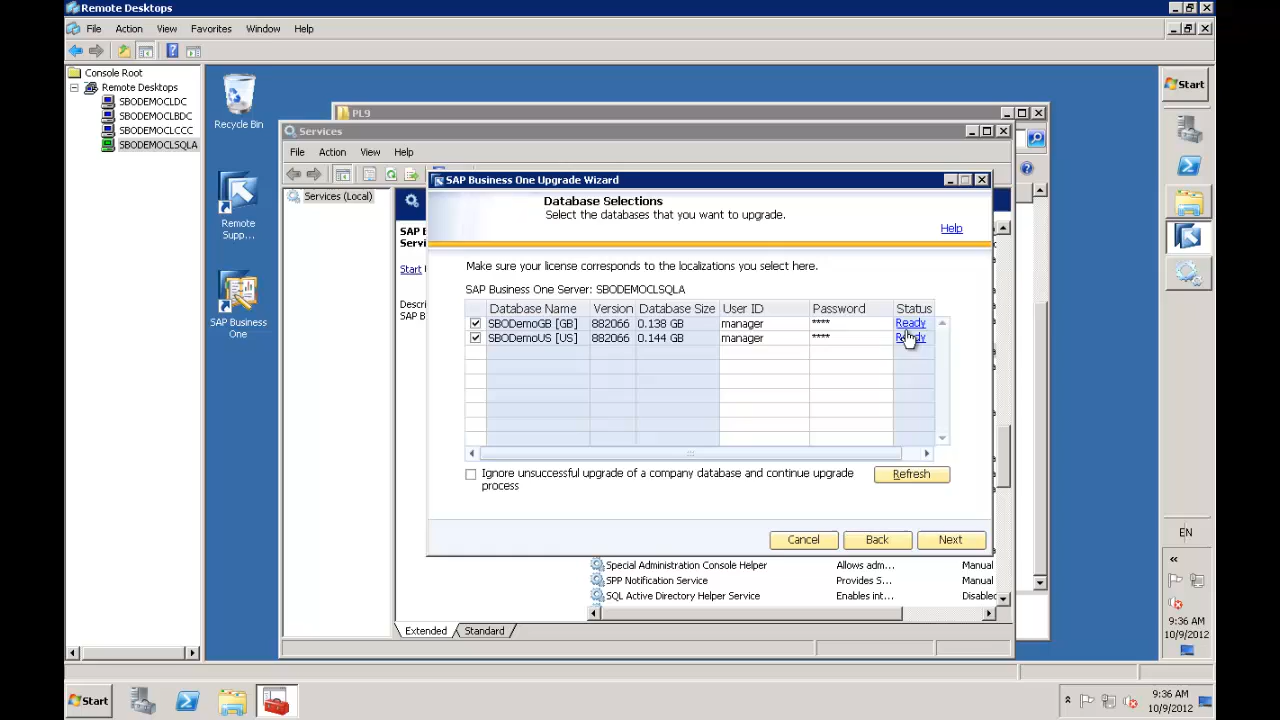 Remote Desktops
File Action View Favorites Window Help
Console Root
Remote Desktops
SBODEMOCLDC
SBODEMOCLBDC
SBODEMOCLCCC
SBODEMOCLSQLA
Recycle Bin
Remote
Supp...
SAP Business
One
Start
PL9
Services
File Action View Help
Services (Local)
SAP B
Servi
Start
Descri
SAP B
SAP Business One Upgrade Wizard
Database Selections
Select the databases that you want to upgrade.
Help
Make sure your license corresponds to the localizations you select here.
SAP Business One Server: SBODEMOCLSQLA
Database Name Version Database Size User ID Password Status
SBODemoGB [GB] 882066 0.138 GB manager **** Ready
SBODemoUS [US] 882066 0.144 GB manager ****
Ignore unsuccessful upgrade of a company database and continue upgrade
process
Refresh
Cancel Back Next
Special Administration Console Helper Allows adm... Manual
SPP Notification Service Provides S... Manual
SQL Active Directory Helper Service Enables int... Disabled
Extended Standard
EN
9:36 AM
10/9/2012
Start
9:36 AM
10/9/2012